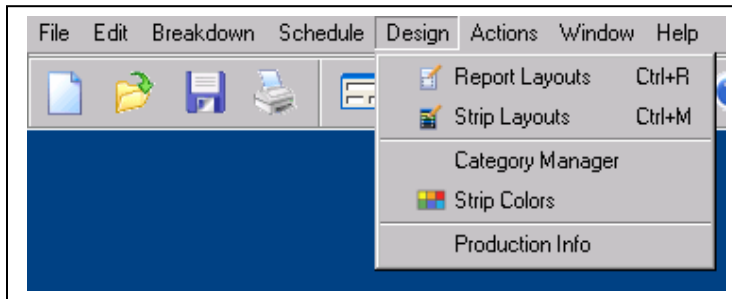 File Edit Breakdown Schedule Design Actions Window Help
Report Layouts Ctrl+R
Strip Layouts Ctrl+M
Category Manager
Strip Colors
Production Info